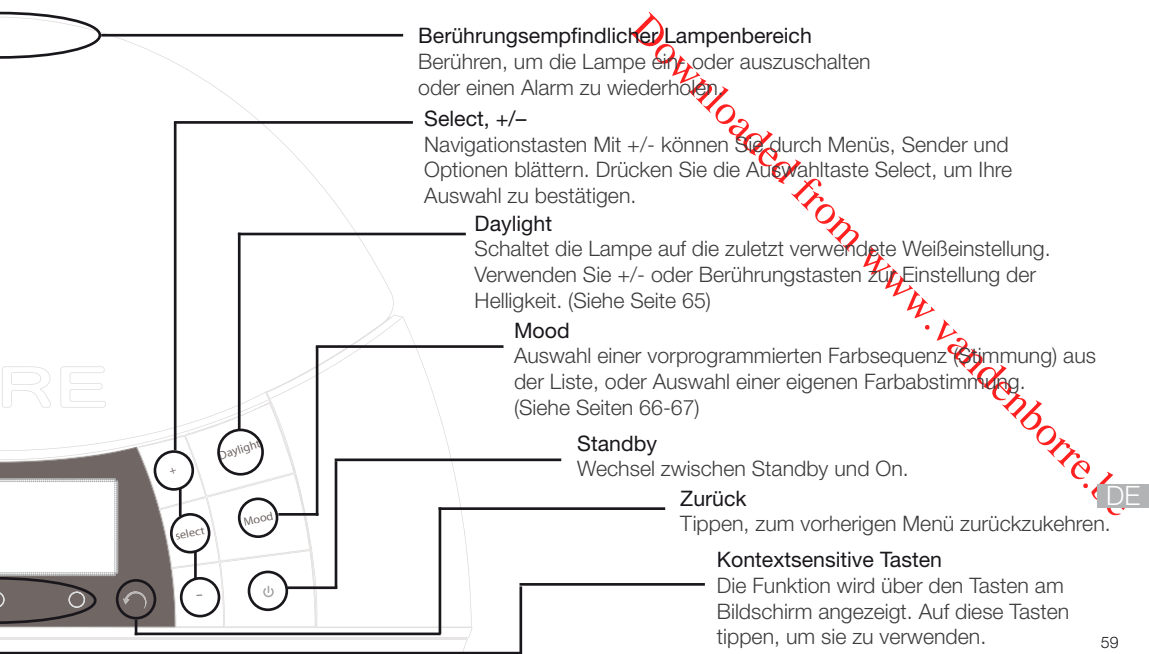 Berührungsempfindlicher Lampenbereich
Berühren, um die Lampe ein- oder auszuschalten
oder einen Alarm zu wiederholen.
Select, +/–
Navigationstasten Mit +/- können Sie durch Menüs, Sender und
Optionen blättern. Drücken Sie die Auswahltaste Select, um Ihre
Auswahl zu bestätigen.
Daylight
Schaltet die Lampe auf die zuletzt verwendete Weißeinstellung.
Verwenden Sie +/- oder Berührungstasten zur Einstellung der
Helligkeit. (Siehe Seite 65)
Mood
Auswahl einer vorprogrammierten Farbsequenz (Stimmung) aus
der Liste, oder Auswahl einer eigenen Farbabstimmung.
(Siehe Seiten 66-67)
Standby
Wechsel zwischen Standby und On.
Zurück
Tippen, zum vorherigen Menü zurückzukehren.
Kontextsensitive Tasten
Die Funktion wird über den Tasten am
Bildschirm angezeigt. Auf diese Tasten
tippen, um sie zu verwenden.
59
DE
RE
+
Daylight
select
Mood
–
Downloaded from www.vandenborre.be